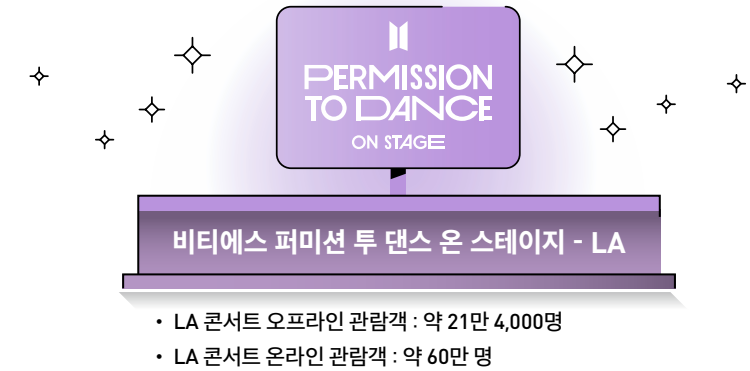 PERMISSION
TO DANCE
ON STAGE
비티에스 퍼미션 투 댄스 온 스테이지 - LA
• LA 콘서트 오프라인 관람객 : 약 21만 4,000명
• LA 콘서트 온라인 관람객 : 약 60만 명